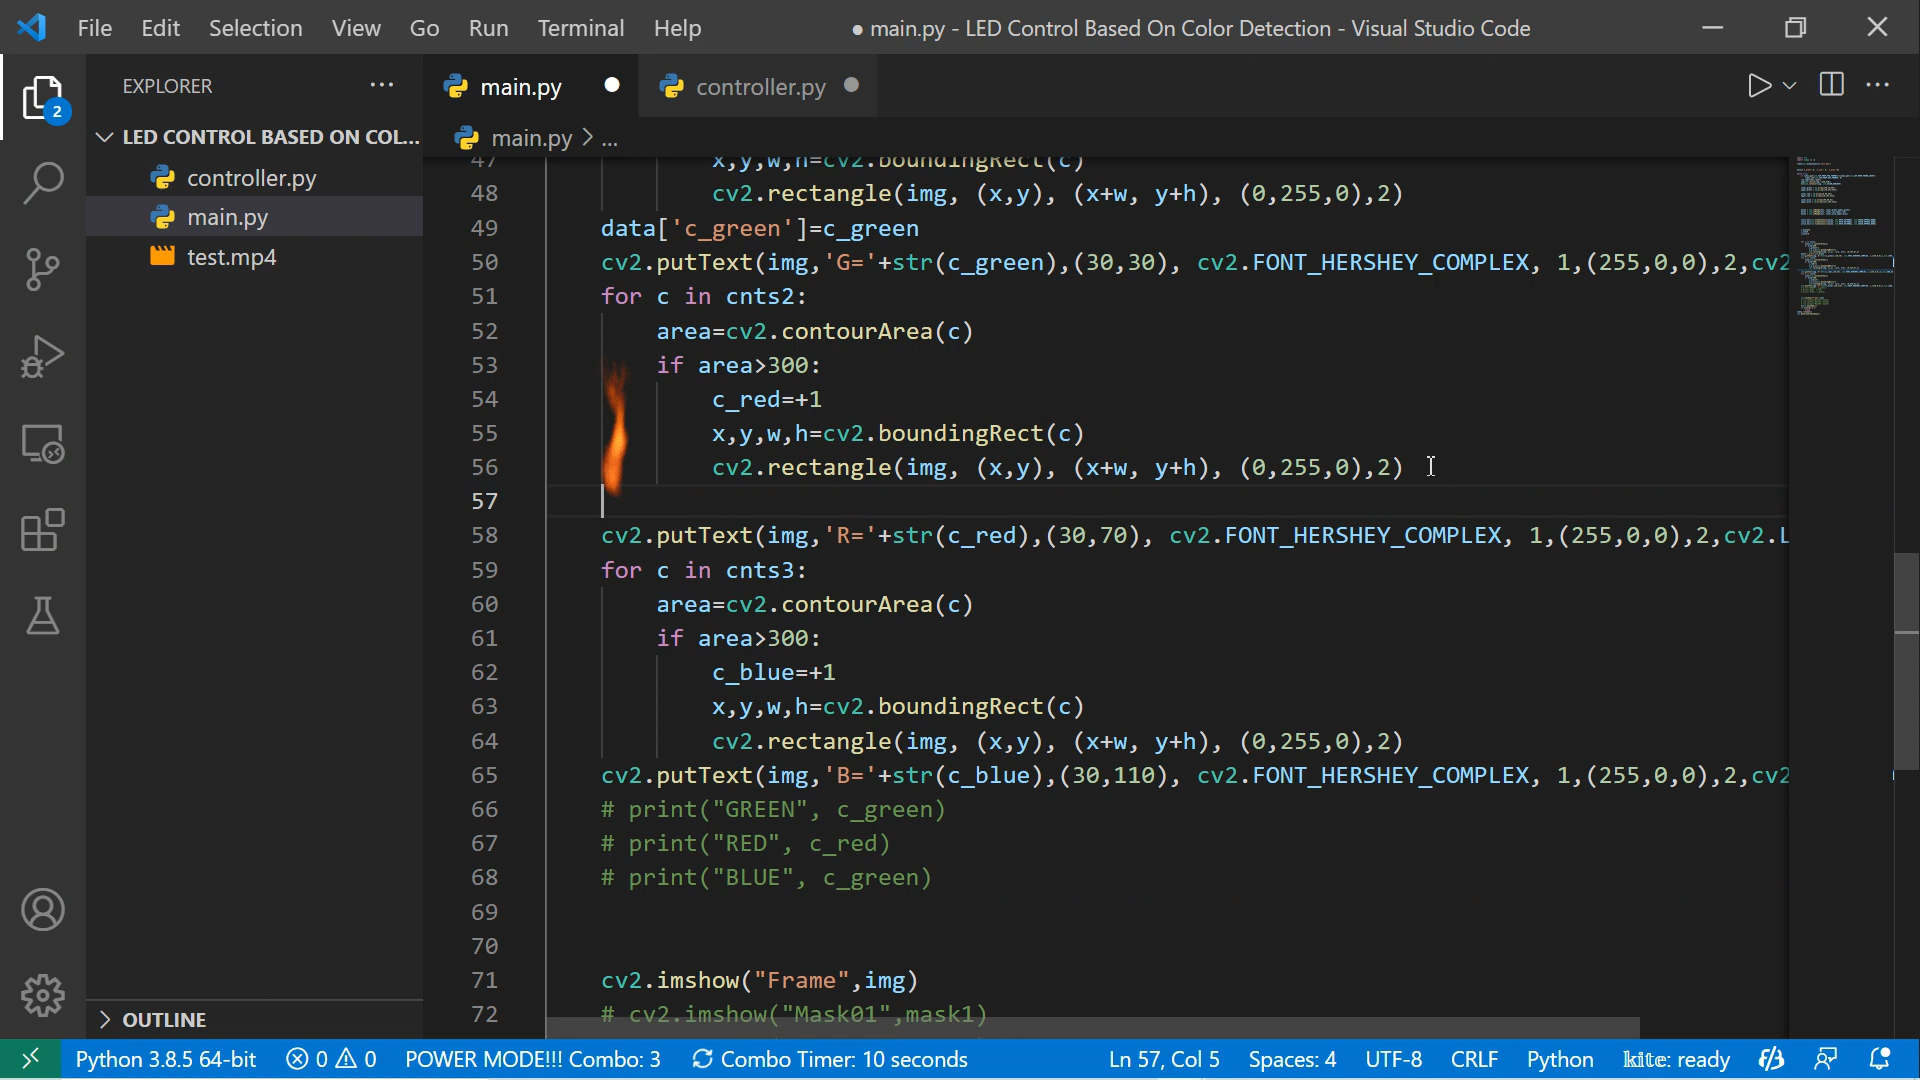 File Edit Selection View Go Run Terminal Help
● main.py - LED Control Based On Color Detection - Visual Studio Code
EXPLORER ···
main.py
controller.py
2
LED CONTROL BASED ON COL...
main.py > ...
controller.py
main.py
test.mp4
47 x,y,w,h=cv2.boundingRect(c)
48 cv2.rectangle(img, (x,y), (x+w, y+h), (0,255,0),2)
49 data['c_green']=c_green
50 cv2.putText(img,'G='+str(c_green),(30,30), cv2.FONT_HERSHEY_COMPLEX, 1,(255,0,0),2,cv2
51 for c in cnts2:
52 area=cv2.contourArea(c)
53 if area>300:
54 c_red=+1
55 x,y,w,h=cv2.boundingRect(c)
56 cv2.rectangle(img, (x,y), (x+w, y+h), (0,255,0),2)
57
58 cv2.putText(img,'R='+str(c_red),(30,70), cv2.FONT_HERSHEY_COMPLEX, 1,(255,0,0),2,cv2.L
59 for c in cnts3:
60 area=cv2.contourArea(c)
61 if area>300:
62 c_blue=+1
63 x,y,w,h=cv2.boundingRect(c)
64 cv2.rectangle(img, (x,y), (x+w, y+h), (0,255,0),2)
65 cv2.putText(img,'B='+str(c_blue),(30,110), cv2.FONT_HERSHEY_COMPLEX, 1,(255,0,0),2,cv2
66 # print("GREEN", c_green)
67 # print("RED", c_red)
68 # print("BLUE", c_green)
69
70
71 cv2.imshow("Frame",img)
72 # cv2.imshow("Mask01",mask1)
OUTLINE
Python 3.8.5 64-bit 0 0 POWER MODE!!! Combo: 3 Combo Timer: 10 seconds Ln 57, Col 5 Spaces: 4 UTF-8 CRLF Python kite: ready